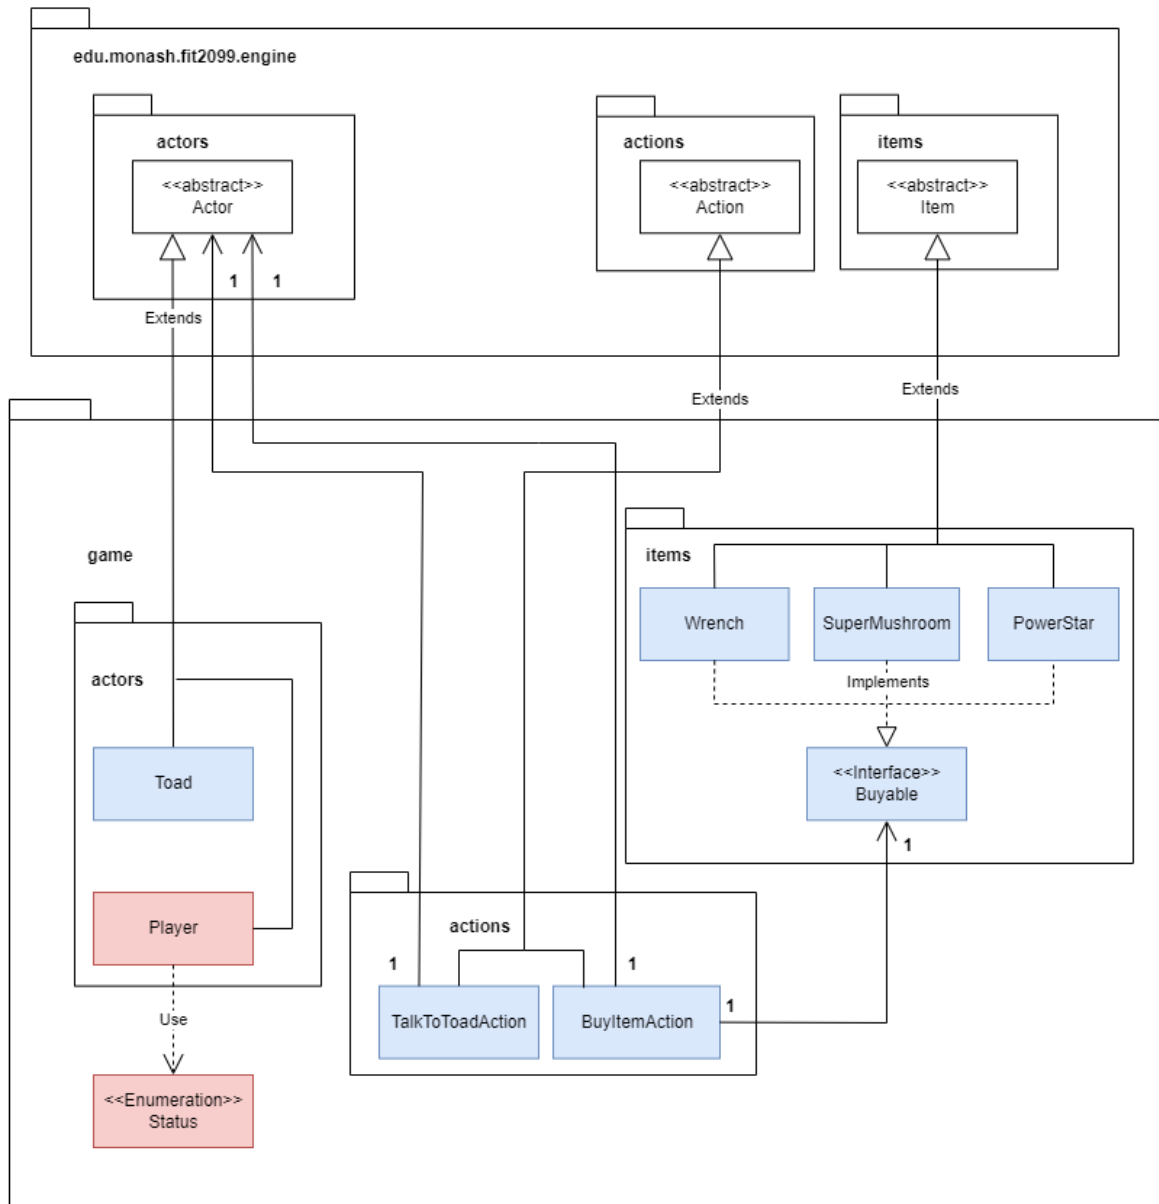 edu.monash.fit2099.engine
actors
<<abstract>>
Actor
1
1
Extends
actions
<<abstract>>
Action
Extends
items
<<abstract>>
Item
Extends
game
actors
Toad
Player
Use
<<Enumeration>>
Status
items
Wrench
SuperMushroom
PowerStar
Implements
<<Interface>>
Buyable
1
actions
1
1
1
TalkToToadAction
BuyItemAction